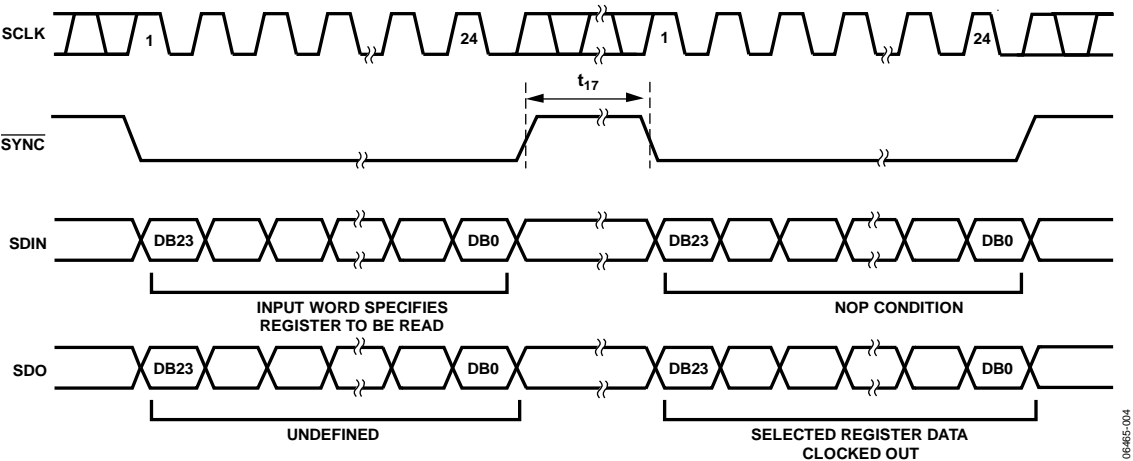 SCLK
1
24
1
24
t17
SYNC
SDIN
DB23
DB0
DB23
DB0
INPUT WORD SPECIFIES
REGISTER TO BE READ
NOP CONDITION
SDO
DB23
DB0
DB23
DB0
UNDEFINED
SELECTED REGISTER DATA
CLOCKED OUT
06465-004